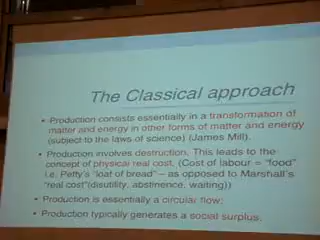 The Classical approach
• Production consists essentially in a transformation of
matter and energy in other forms of matter and energy
(subject to the laws of science) (James Mill).
• Production involves destruction. This leads to the
concept of physical real cost. (Cost of labour = "food"
i.e. Petty's "loaf of bread" – as opposed to Marshall's
"real cost"(disutility, abstinence, waiting))
• Production is essentially a circular flow;
• Production typically generates a social surplus.